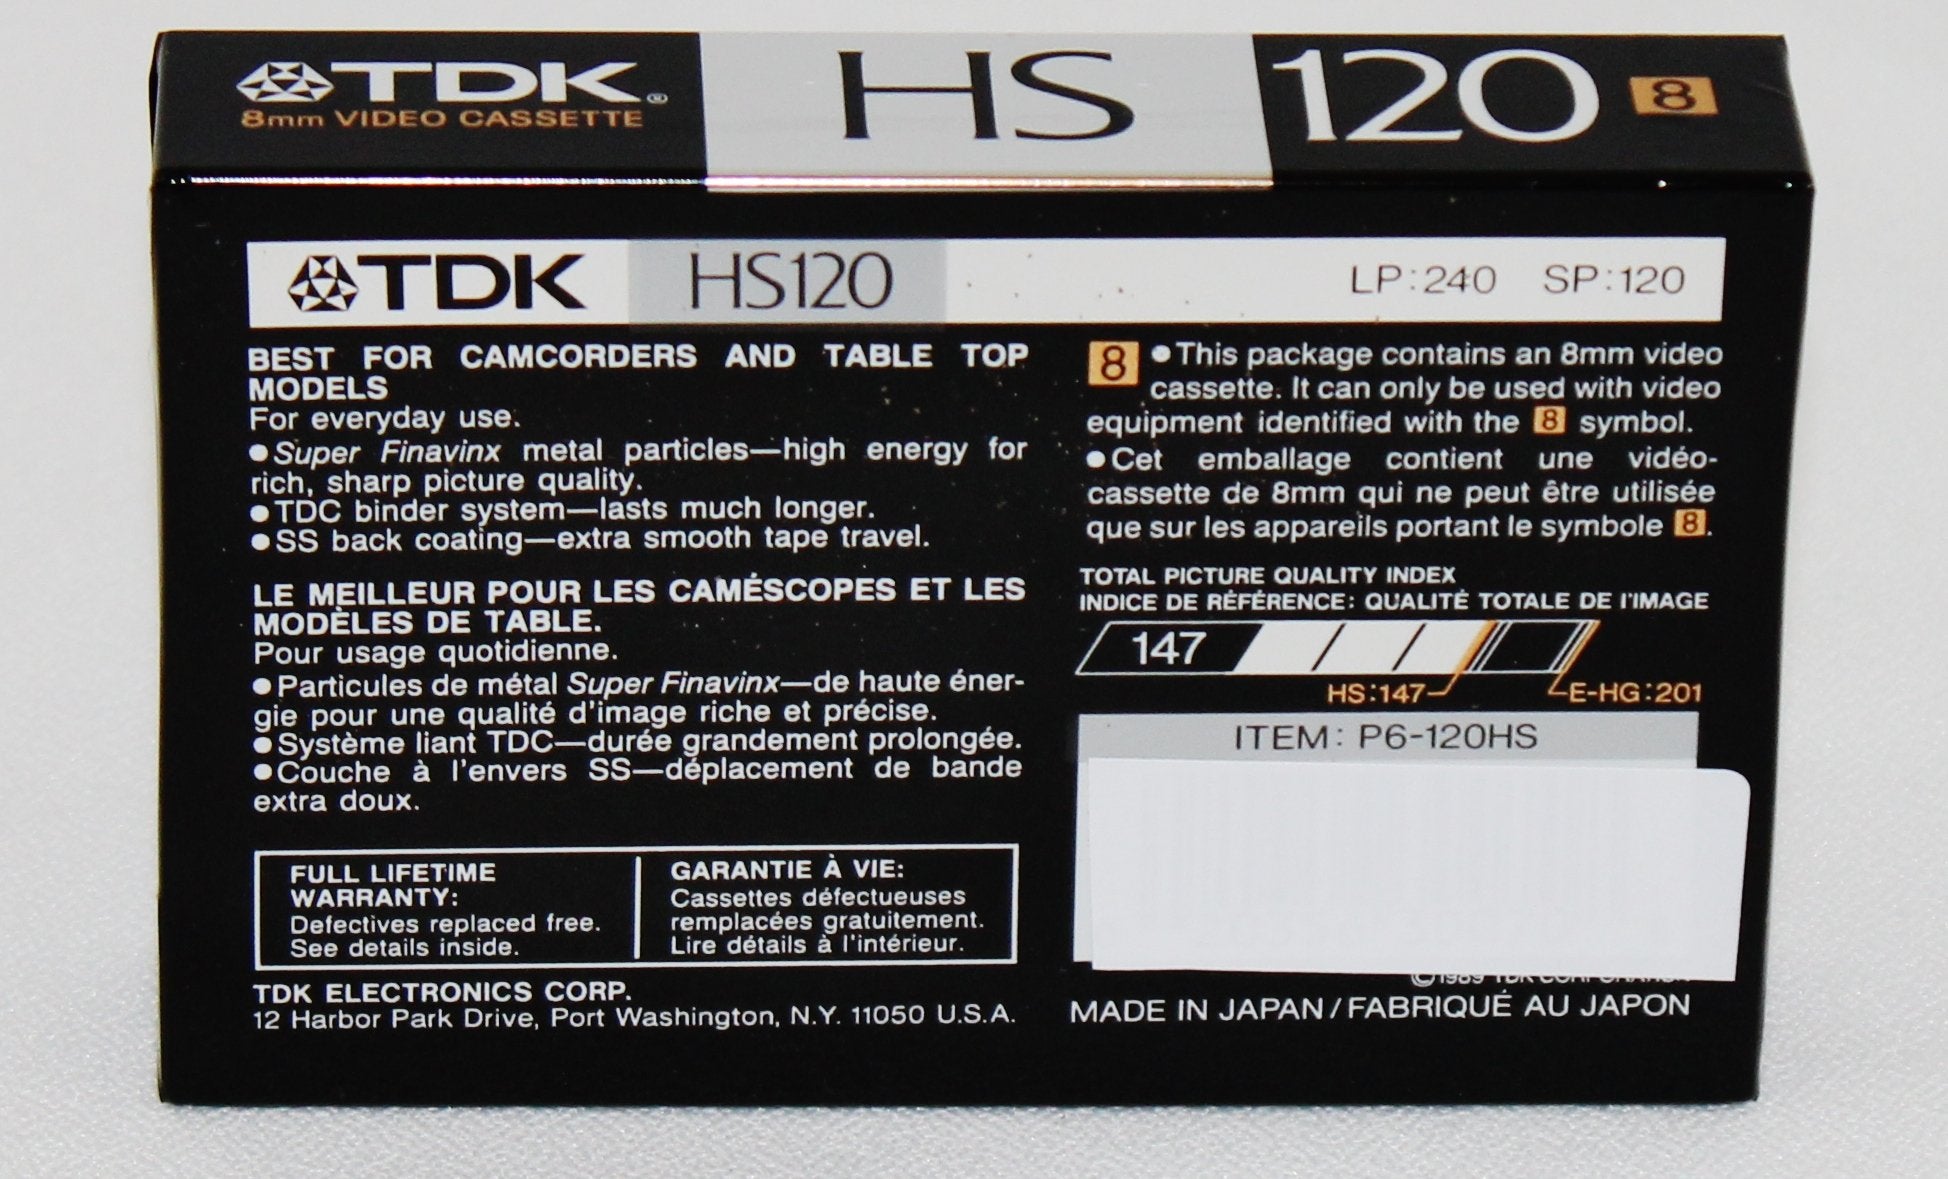 TDK®
8mm VIDEO CASSETTE
HS
120 8
TDK HS120 LP:240 SP:120
BEST FOR CAMCORDERS AND TABLE TOP
MODELS
For everyday use.
●Super Finavinx metal particles—high energy for
rich, sharp picture quality.
●TDC binder system—lasts much longer.
●SS back coating—extra smooth tape travel.
LE MEILLEUR POUR LES CAMÉSCOPES ET LES
MODÈLES DE TABLE.
Pour usage quotidienne.
●Particules de métal Super Finavinx—de haute éner-
gie pour une qualité d'image riche et précise.
●Système liant TDC—durée grandement prolongée.
●Couche à l'envers SS—déplacement de bande
extra doux.
FULL LIFETIME
WARRANTY:
Defectives replaced free.
See details inside.
GARANTIE À VIE:
Cassettes défectueuses
remplacées gratuitement.
Lire détails à l'intérieur.
TDK ELECTRONICS CORP.
12 Harbor Park Drive, Port Washington, N.Y. 11050 U.S.A.
8 ●This package contains an 8mm video
cassette. It can only be used with video
equipment identified with the 8 symbol.
●Cet emballage contient une vidéo-
cassette de 8mm qui ne peut être utilisée
que sur les appareils portant le symbole 8.
TOTAL PICTURE QUALITY INDEX
INDICE DE RÉFÉRENCE: QUALITÉ TOTALE DE l'IMAGE
147
HS:147 E-HG:201
ITEM: P6-120HS
©1989 TDK CORPORATION
MADE IN JAPAN/FABRIQUÉ AU JAPON